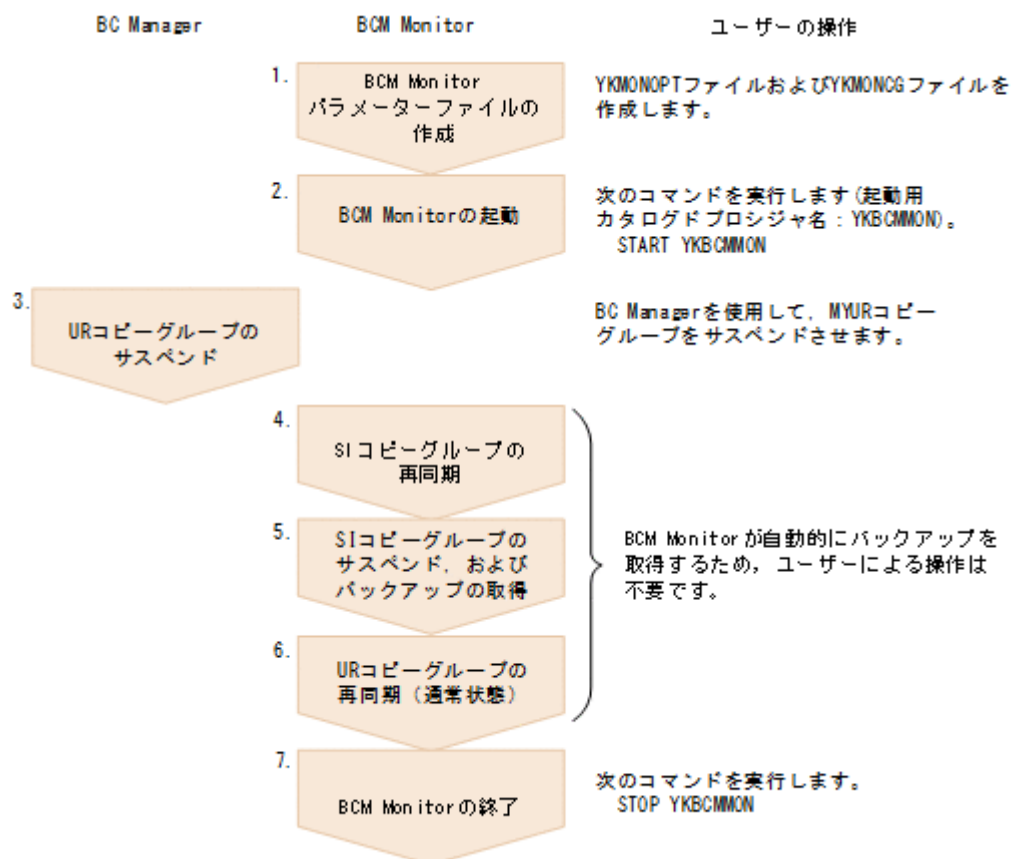 BC Manager
BCM Monitor
ユーザーの操作
1.
BCM Monitor
パラメーターファイルの
作成
YKMONOPTファイルおよびYKMONCGファイルを
作成します。
2.
BCM Monitorの起動
次のコマンドを実行します(起動用
カタログドプロシジャ名：YKBCMMON)。
START YKBCMMON
3.
URコピーグループの
サスペンド
BC Managerを使用して，MYURコピー
グループをサスペンドさせます。
4.
SIコピーグループの
再同期
5.
SIコピーグループの
サスペンド，および
バックアップの取得
BCM Monitorが自動的にバックアップを
取得するため，ユーザーによる操作は
不要です。
6.
URコピーグループの
再同期（通常状態）
7.
BCM Monitorの終了
次のコマンドを実行します。
STOP YKBCMMON